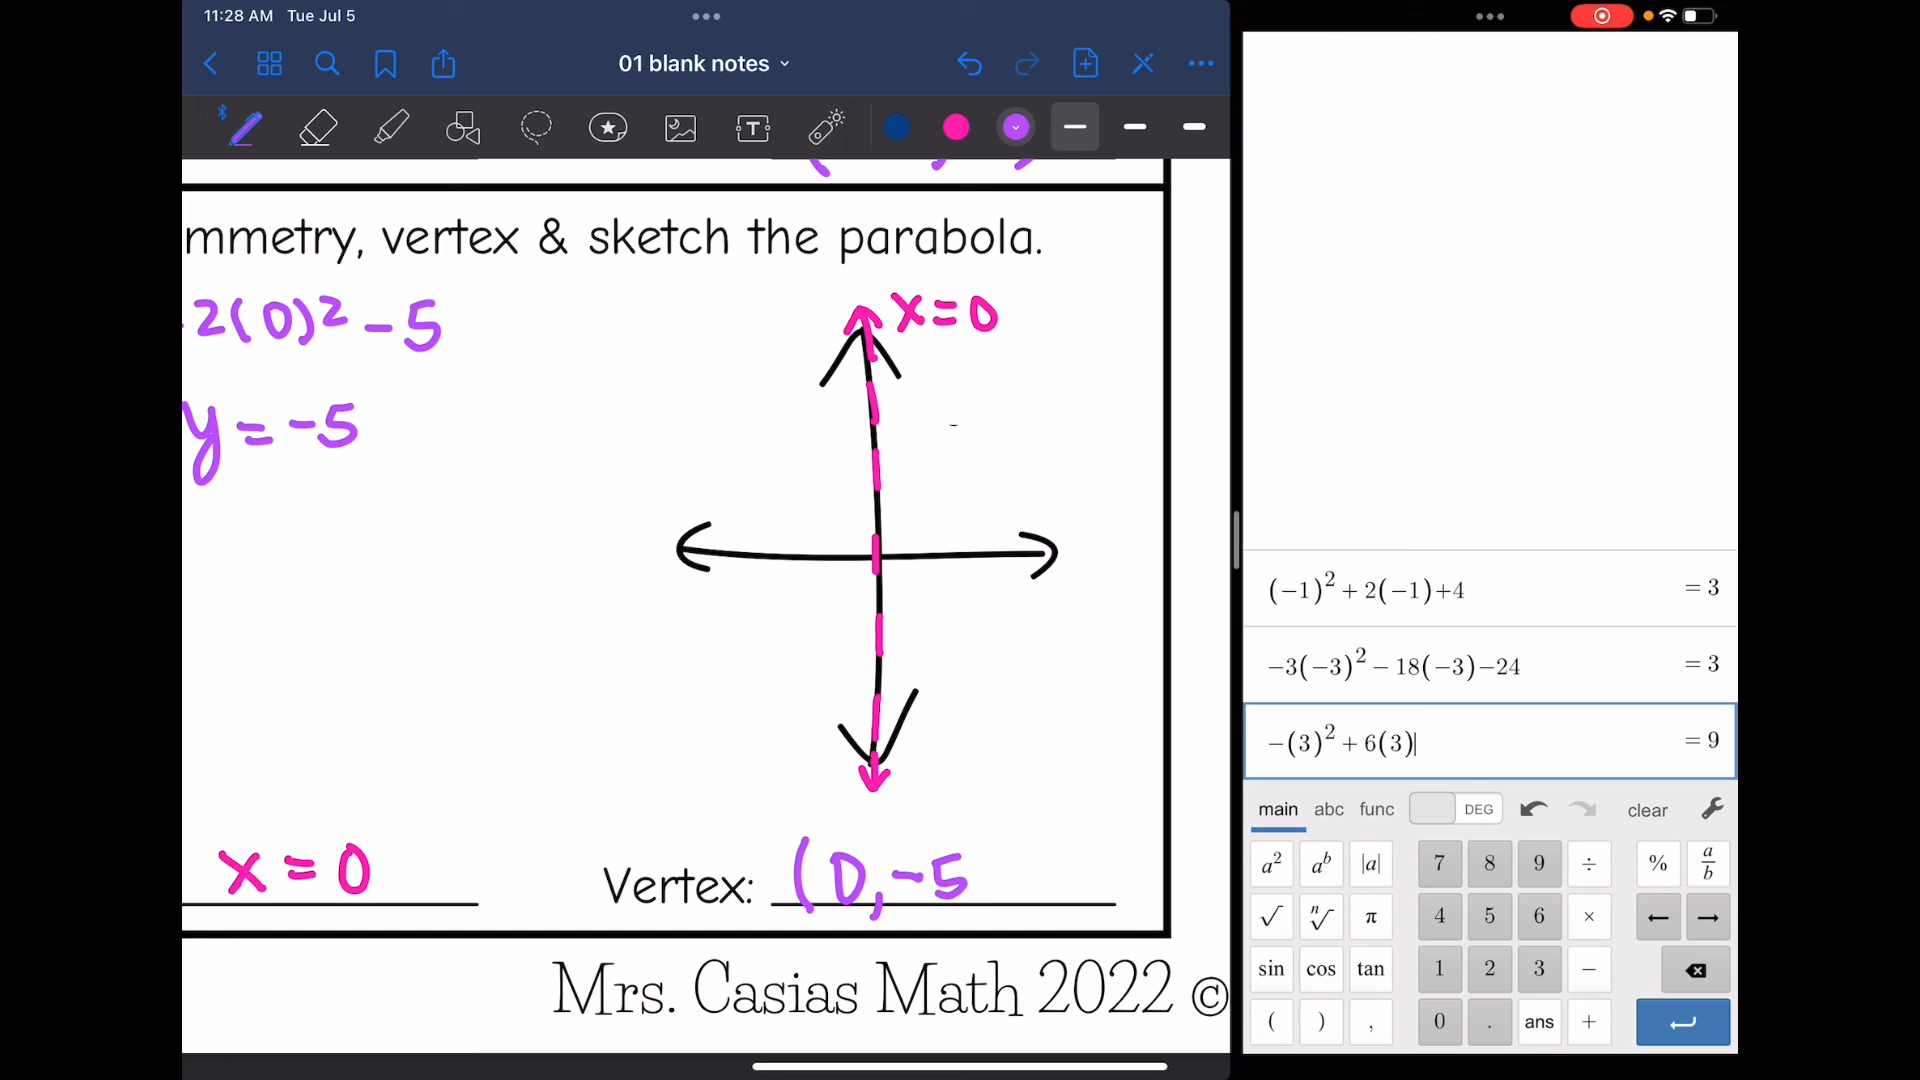 11:28 AM Tue Jul 5
01 blank notes
mmetry, vertex & sketch the parabola.
2(0)² -5
x=0
y = -5
x = 0
Vertex: (0,-5
Mrs. Casias Math 2022 ©
(−1)² + 2(−1)+4 = 3
−3(−3)² − 18(−3)−24 = 3
−(3)² + 6(3) = 9
main abc func DEG clear
a² aᵇ |a| 7 8 9 ÷ % a/b
√ ⁿ√ π 4 5 6 × ← →
sin cos tan 1 2 3 −
( ) , 0 . ans +